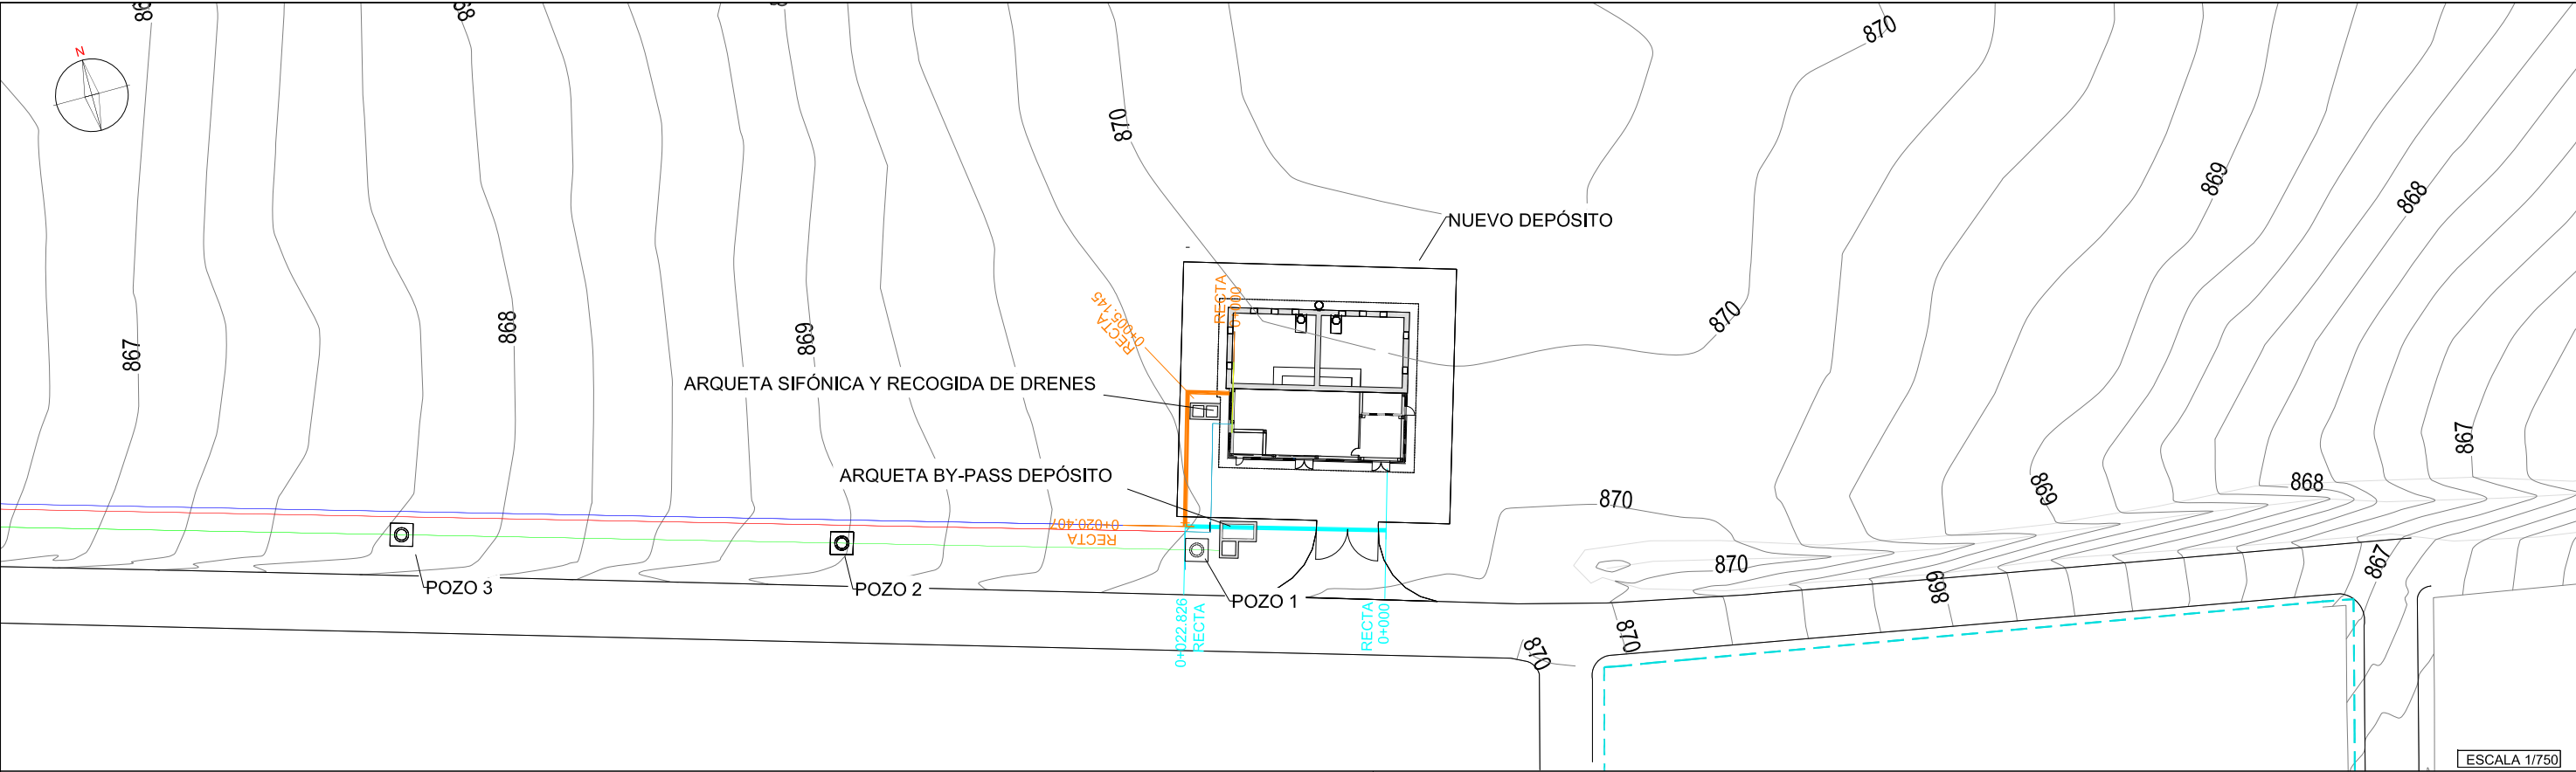 N
870
870
869
868
NUEVO DEPÓSITO
RECTA
0+000
0+005.145
RECTA
867
868
869
870
ARQUETA SIFÓNICA Y RECOGIDA DE DRENES
ARQUETA BY-PASS DEPÓSITO
867
868
869
870
0+020.407
RECTA
870
869
867
POZO 3
POZO 2
POZO 1
0+022.826
RECTA
RECTA
0+000
870
870
ESCALA 1/750